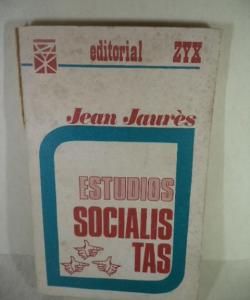 editorial ZYX
Jean Jaurès
ESTUDIOS
SOCIALIS
TAS